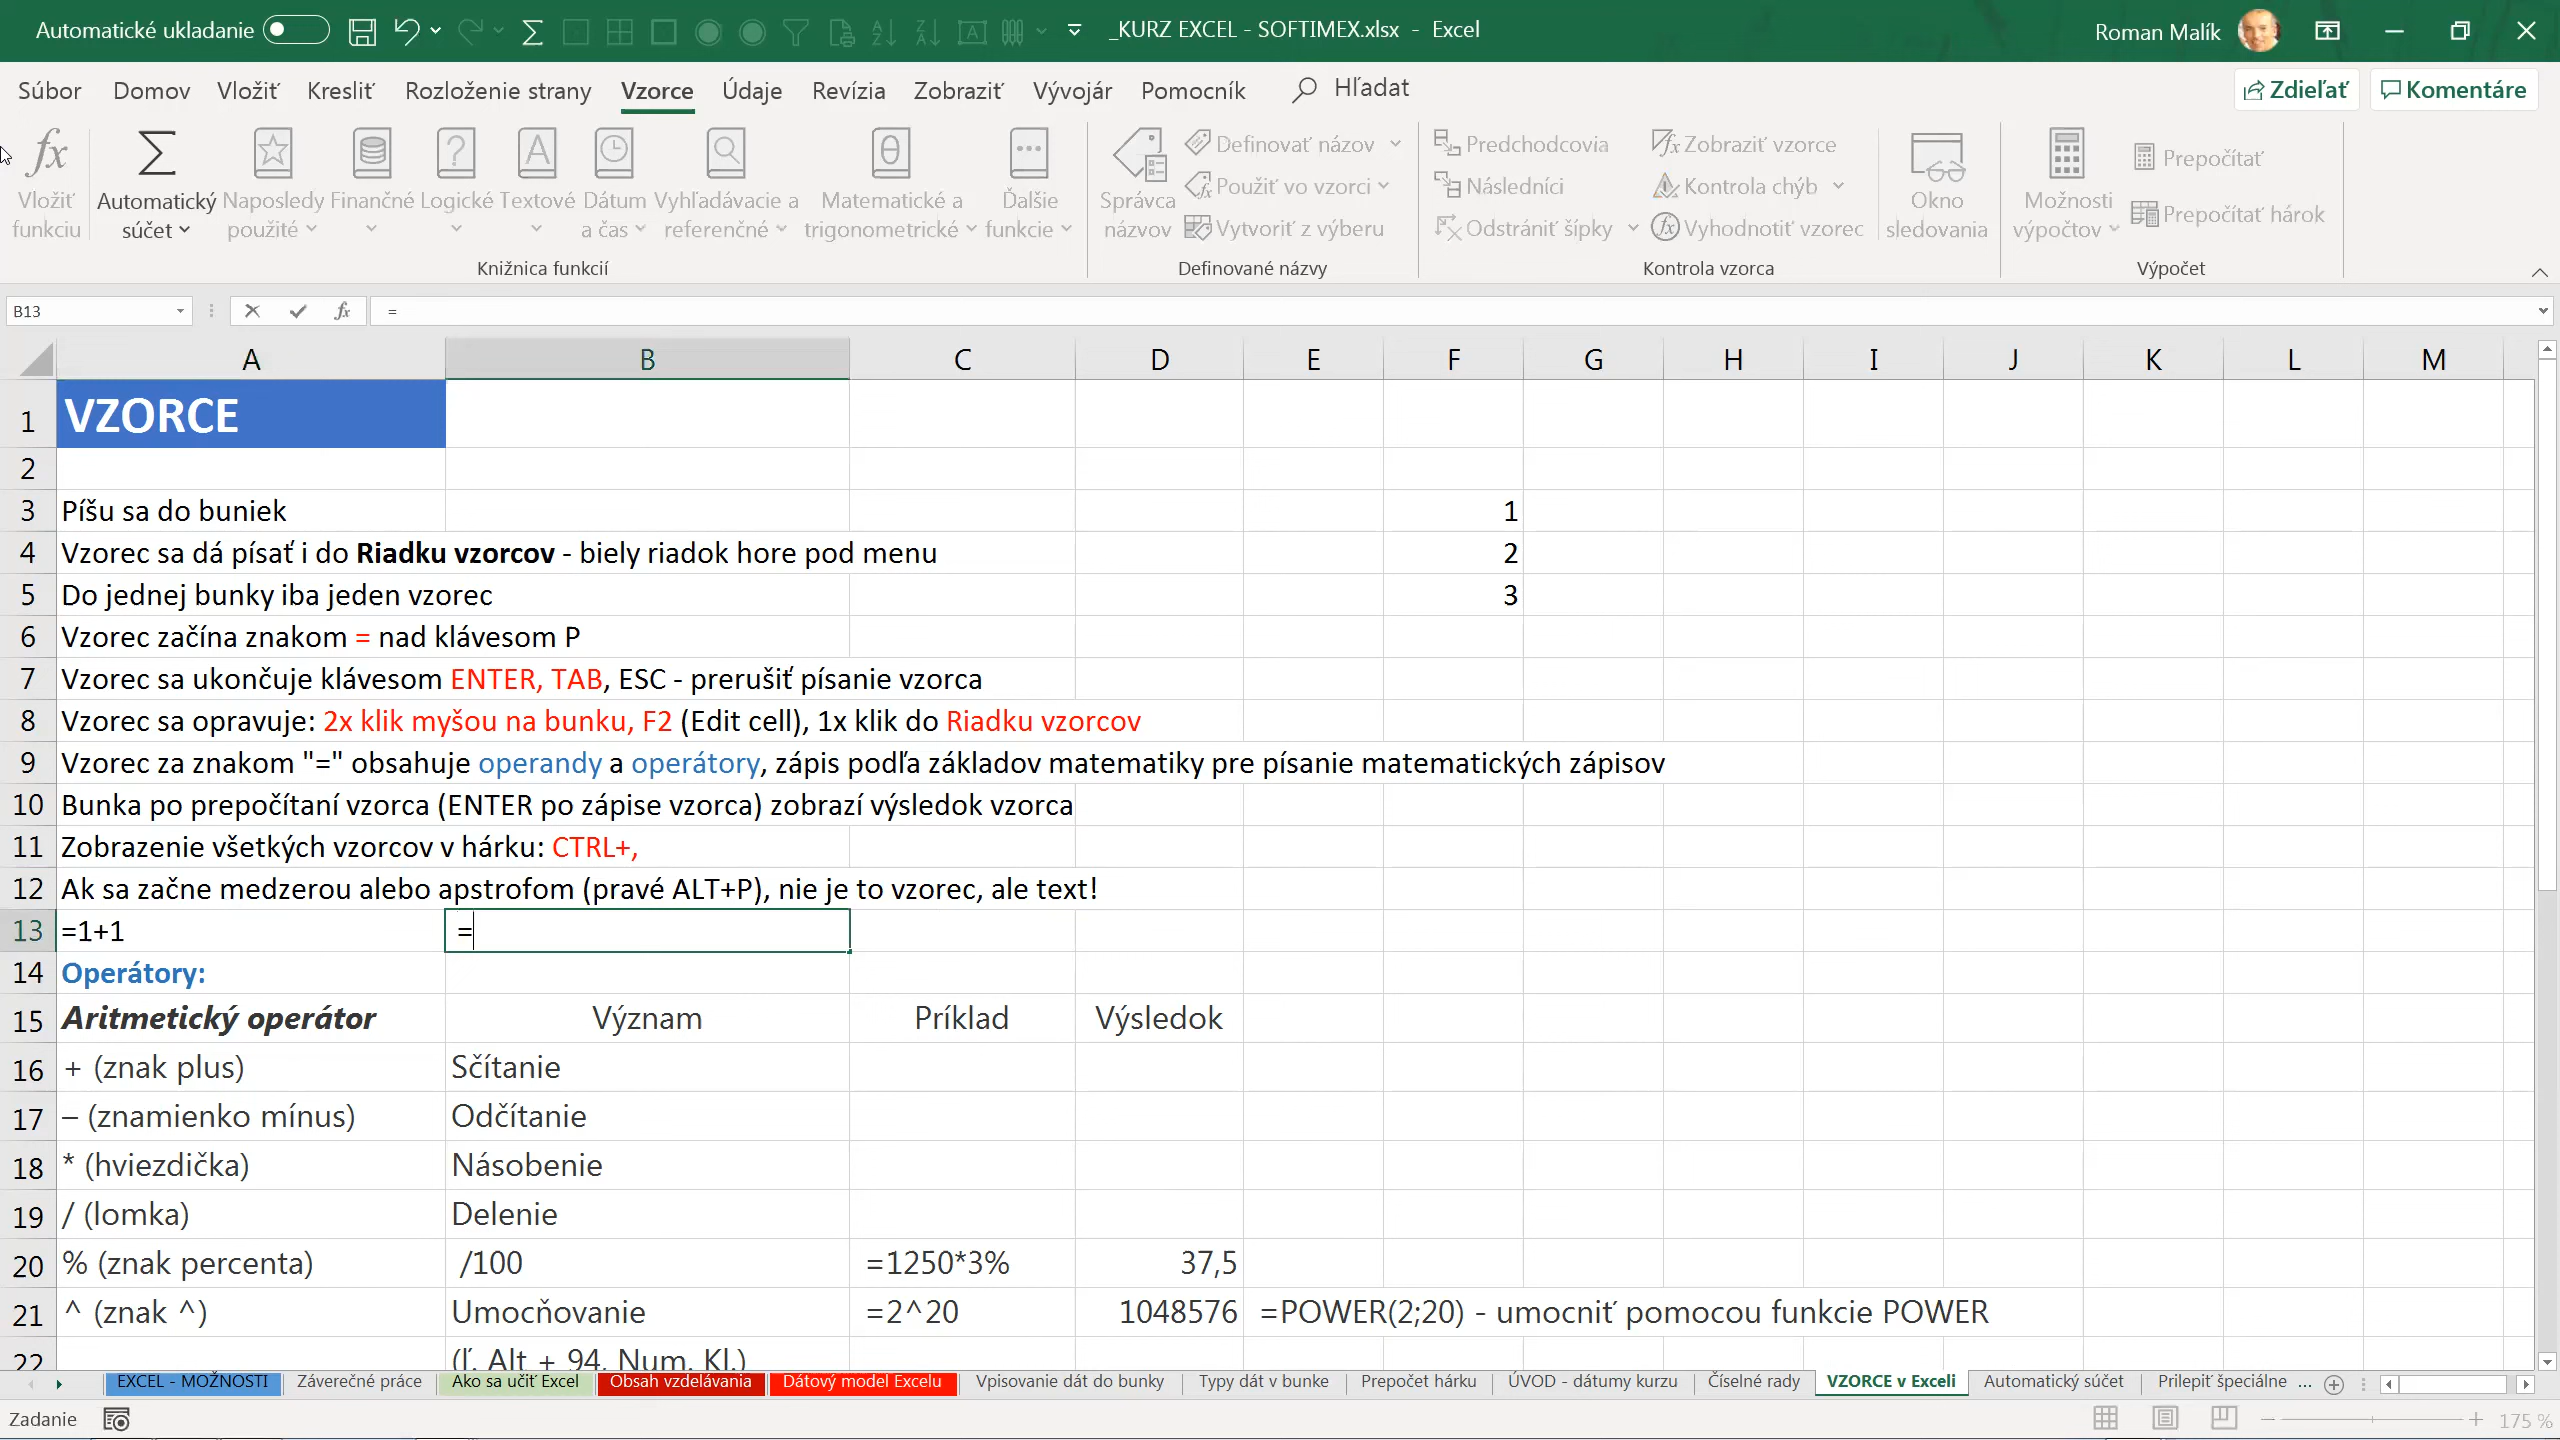 Automatické ukladanie
_KURZ EXCEL - SOFTIMEX.xlsx - Excel
Roman Malík
Súbor Domov Vložiť Kresliť Rozloženie strany Vzorce Údaje Revízia Zobraziť Vývojár Pomocník Hľadať Zdieľať Komentáre
Vložiť funkciu
Automatický súčet
Naposledy použité
Finančné
Logické
Textové
Dátum a čas
Vyhľadávacie a referenčné
Matematické a trigonometrické
Ďalšie funkcie
Knižnica funkcií
Správca názvov
Definovať názov
Použiť vo vzorci
Vytvoriť z výberu
Definované názvy
Predchodcovia
Následníci
Odstrániť šípky
Zobraziť vzorce
Kontrola chýb
Vyhodnotiť vzorec
Kontrola vzorca
Okno sledovania
Možnosti výpočtov
Prepočítať
Prepočítať hárok
Výpočet
B13 fx =
A B C D E F G H I J K L M
1 VZORCE
2
3 Píšu sa do buniek 1
4 Vzorec sa dá písať i do Riadku vzorcov - biely riadok hore pod menu 2
5 Do jednej bunky iba jeden vzorec 3
6 Vzorec začína znakom = nad klávesom P
7 Vzorec sa ukončuje klávesom ENTER, TAB, ESC - prerušiť písanie vzorca
8 Vzorec sa opravuje: 2x klik myšou na bunku, F2 (Edit cell), 1x klik do Riadku vzorcov
9 Vzorec za znakom "=" obsahuje operandy a operátory, zápis podľa základov matematiky pre písanie matematických zápisov
10 Bunka po prepočítaní vzorca (ENTER po zápise vzorca) zobrazí výsledok vzorca
11 Zobrazenie všetkých vzorcov v hárku: CTRL+,
12 Ak sa začne medzerou alebo apstrofom (pravé ALT+P), nie je to vzorec, ale text!
13 =1+1 =
14 Operátory:
15 Aritmetický operátor Význam Príklad Výsledok
16 + (znak plus) Sčítanie
17 – (znamienko mínus) Odčítanie
18 * (hviezdička) Násobenie
19 / (lomka) Delenie
20 % (znak percenta) /100 =1250*3% 37,5
21 ^ (znak ^) Umocňovanie =2^20 1048576 =POWER(2;20) - umocniť pomocou funkcie POWER
22 (ľ. Alt + 94, Num. Kl.)
EXCEL - MOŽNOSTI Záverečné práce Ako sa učiť Excel Obsah vzdelávania Dátový model Excelu Vpisovanie dát do bunky Typy dát v bunke Prepočet hárku ÚVOD - dátumy kurzu Číselné rady VZORCE v Exceli Automatický súčet Prilepiť špeciálne ...
Zadanie 175 %